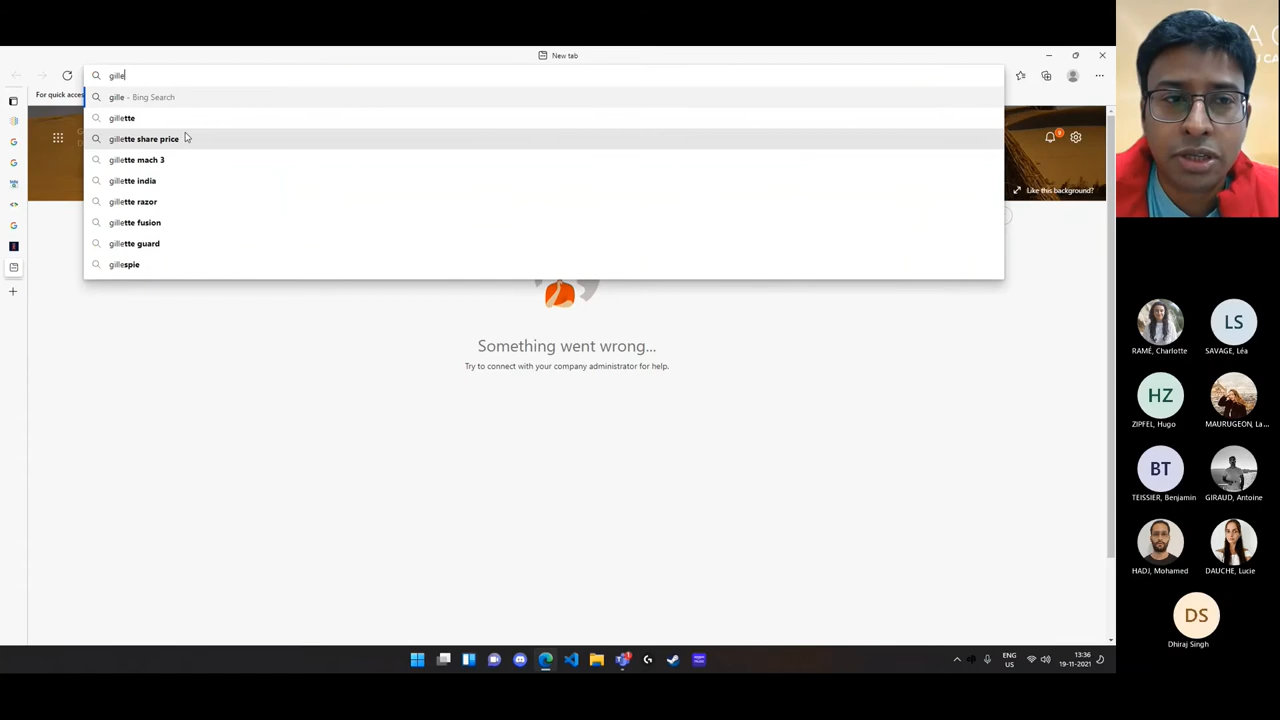 New tab
gille
For quick acces
gille - Bing Search
gillette
gillette share price
gillette mach 3
gillette india
gillette razor
gillette fusion
gillette guard
gillespie
9
Like this background?
Something went wrong...
Try to connect with your company administrator for help.
RAMÉ, Charlotte
LS
SAVAGE, Léa
HZ
ZIPFEL, Hugo
MAURUGEON, La...
BT
TEISSIER, Benjamin
GIRAUD, Antoine
HADJ, Mohamed
DAUCHE, Lucie
DS
Dhiraj Singh
ENG
US
13:36
19-11-2021